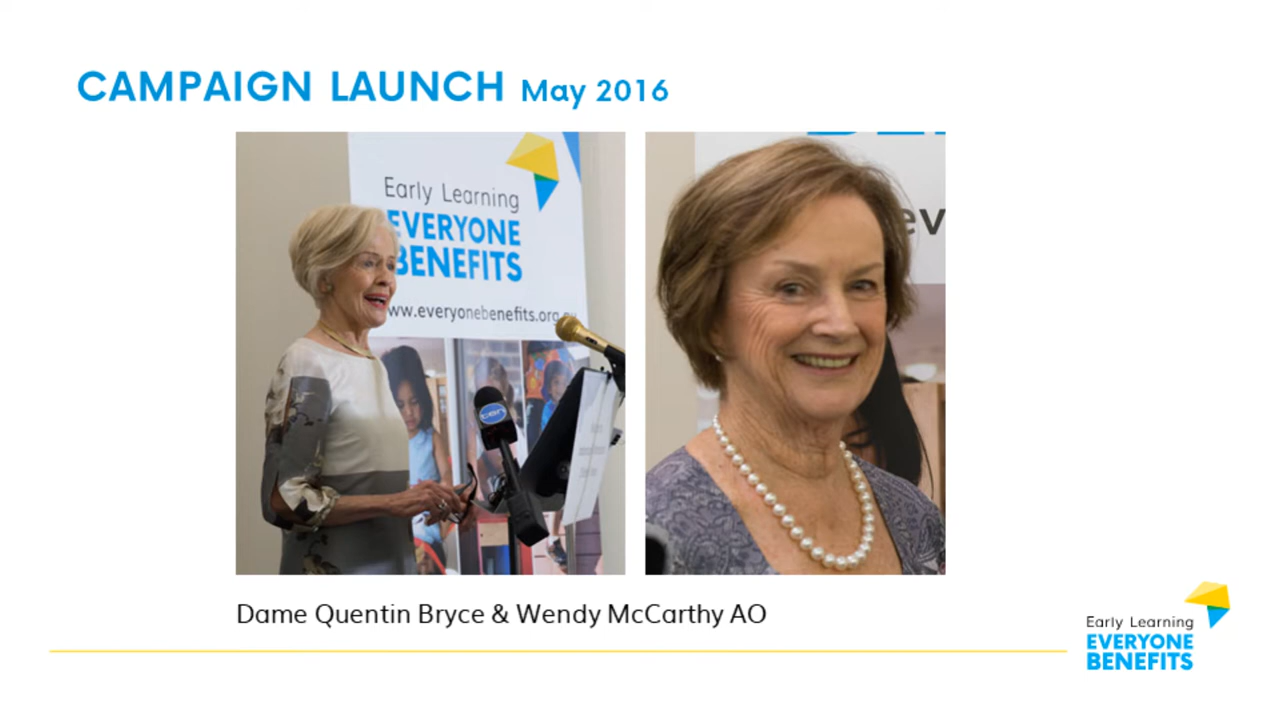 CAMPAIGN LAUNCH May 2016
Early Learning
EVERYONE
BENEFITS
www.everyonebenefits.org
ten
Dame Quentin Bryce & Wendy McCarthy AO
Early Learning
EVERYONE
BENEFITS